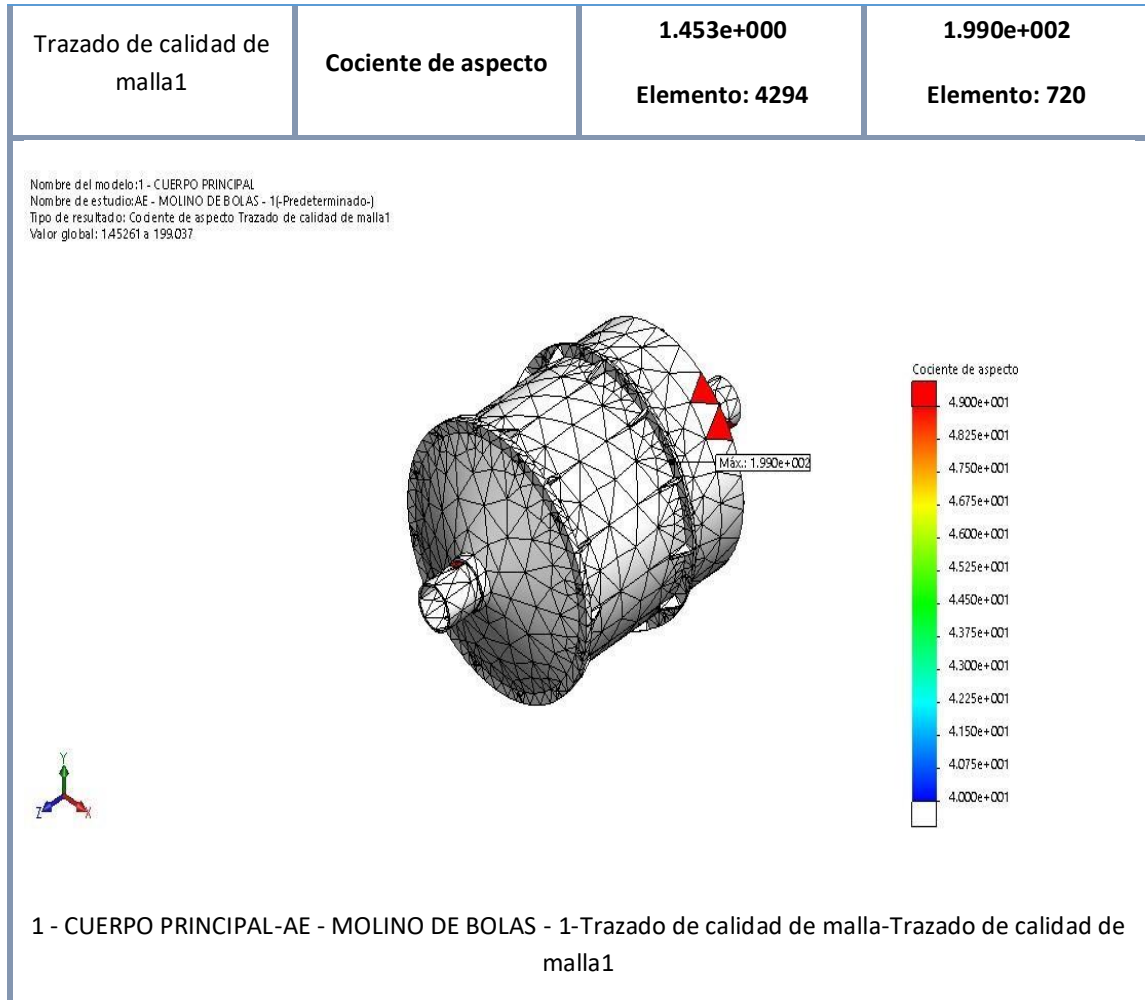 Trazado de calidad de
malla1
Cociente de aspecto
1.453e+000
Elemento: 4294
1.990e+002
Elemento: 720
Nombre del modelo:1 - CUERPO PRINCIPAL
Nombre de estudio:AE - MOLINO DE BOLAS - 1(-Predeterminado-)
Tipo de resultado: Cociente de aspecto Trazado de calidad de malla1
Valor global: 1.45261 a 199.037
Cociente de aspecto
4.900e+001
4.825e+001
4.750e+001
4.675e+001
4.600e+001
4.525e+001
4.450e+001
4.375e+001
4.300e+001
4.225e+001
4.150e+001
4.075e+001
4.000e+001
Máx.: 1.990e+002
Y
Z
X
1 - CUERPO PRINCIPAL-AE - MOLINO DE BOLAS - 1-Trazado de calidad de malla-Trazado de calidad de
malla1